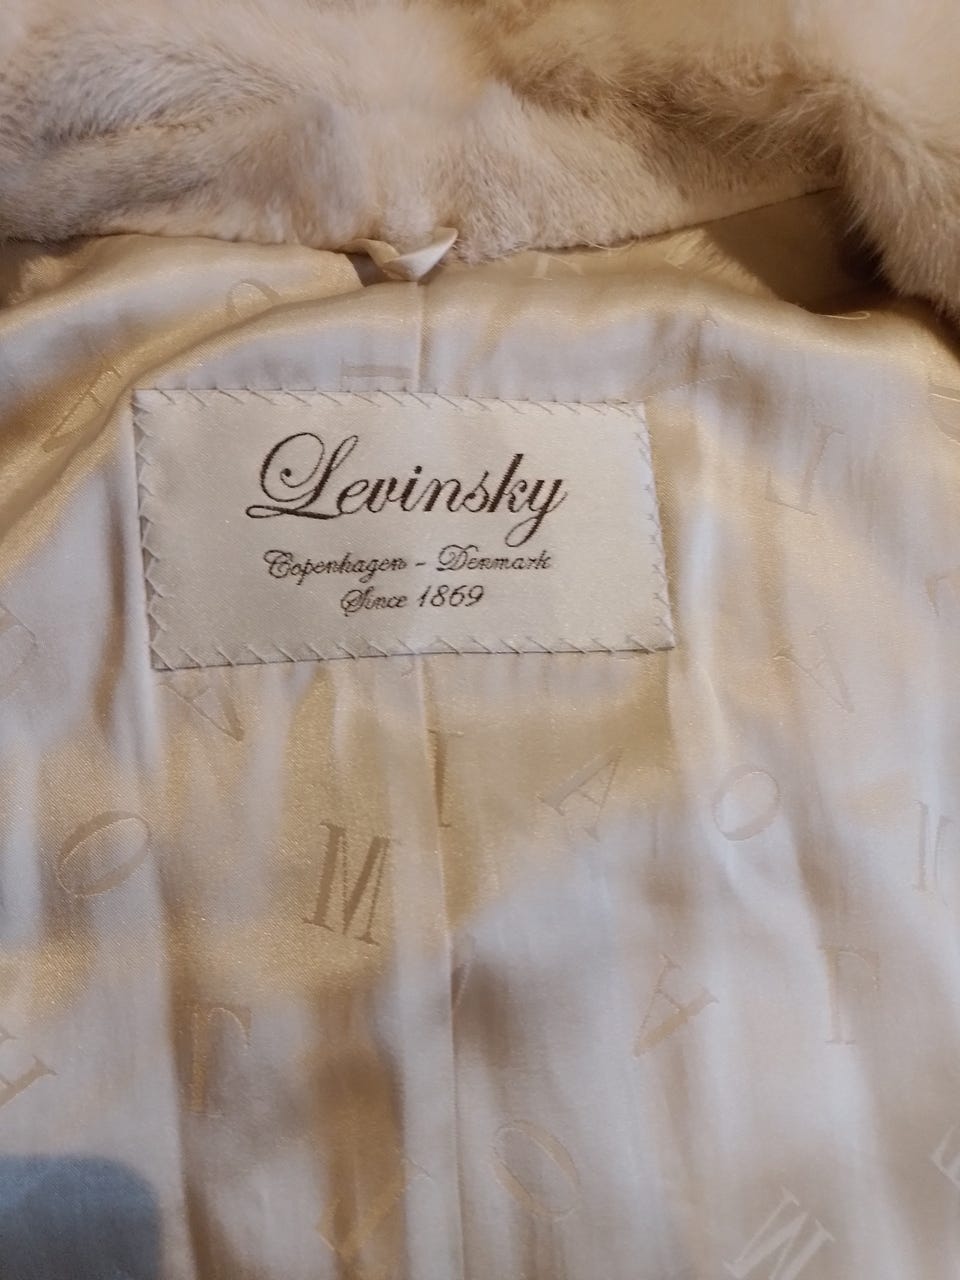 Levinsky
Copenhagen - Denmark
Since 1869